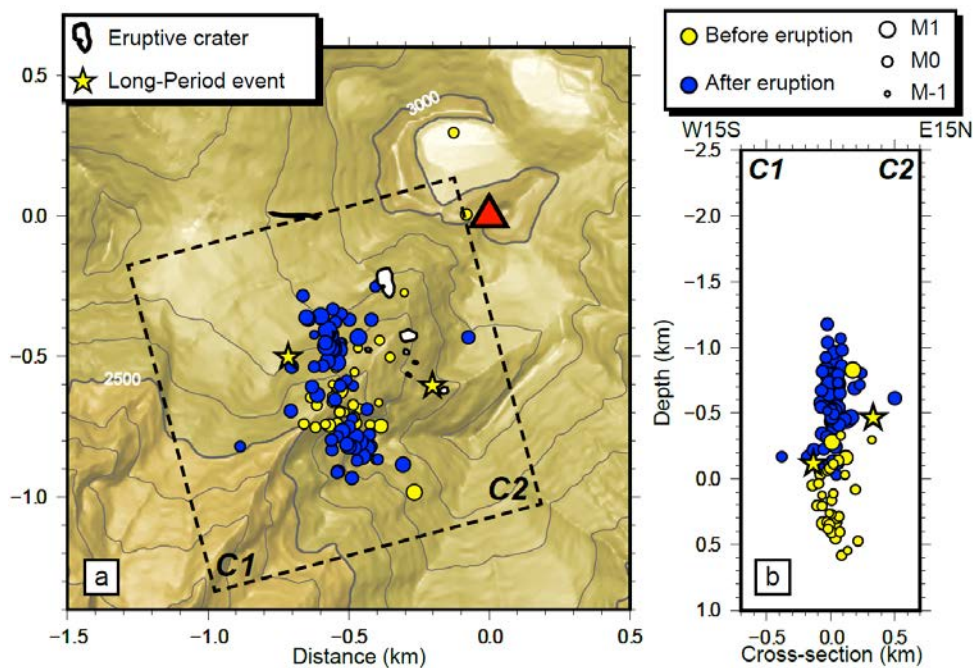 Eruptive crater
Long-Period event
Before eruption
After eruption
M1
M0
M-1
W15S
E15N
0.5
0.0
−0.5
−1.0
3000
2500
C1
C2
a
−1.5
−1.0
−0.5
0.0
0.5
Distance (km)
C1
C2
−2.5
−2.0
−1.5
−1.0
−0.5
0.0
0.5
1.0
Depth (km)
b
−0.5
0.0
0.5
Cross-section (km)